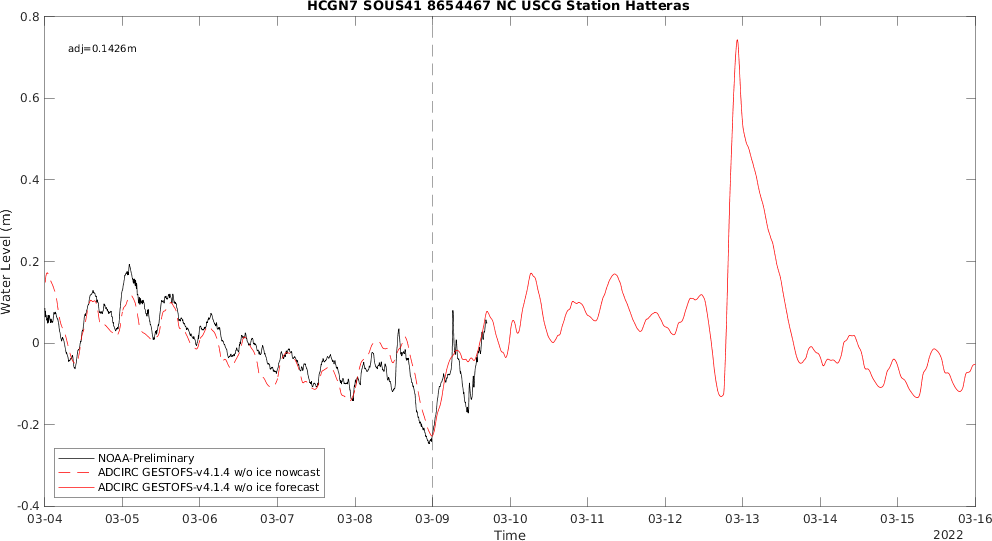 HCGN7 SOUS41 8654467 NC USCG Station Hatteras
adj=0.1426m
0.8
0.6
0.4
0.2
0
-0.2
-0.4
Water Level (m)
NOAA-Preliminary
ADCIRC GESTOFS-v4.1.4 w/o ice nowcast
ADCIRC GESTOFS-v4.1.4 w/o ice forecast
03-04 03-05 03-06 03-07 03-08 03-09 03-10 03-11 03-12 03-13 03-14 03-15 03-16
Time
2022